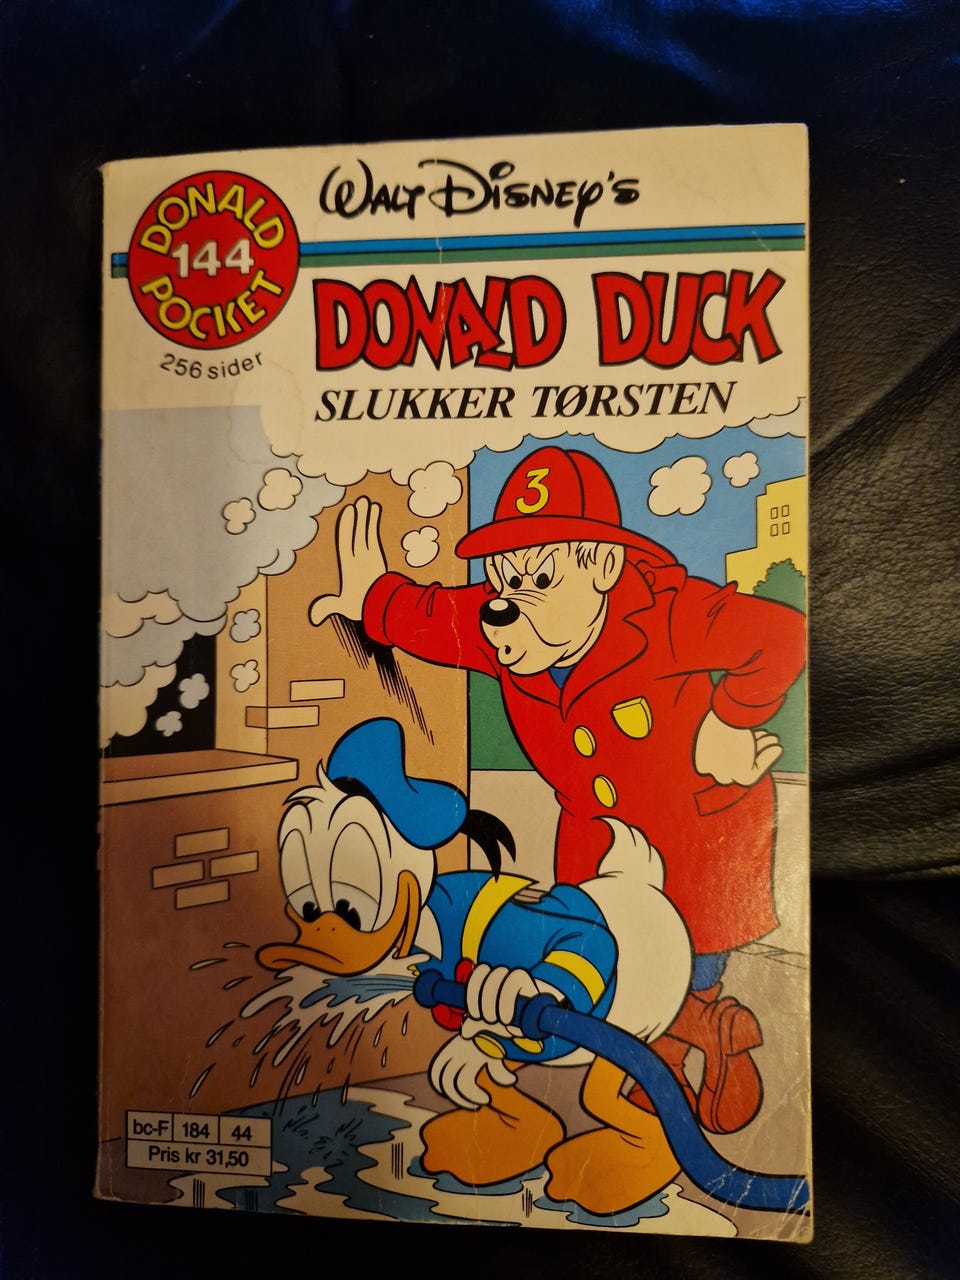 DONALD
144
POCKET
256 sider
WALT DISNEY'S
DONALD DUCK
SLUKKER TØRSTEN
3
bc-F 184 44
Pris kr 31,50